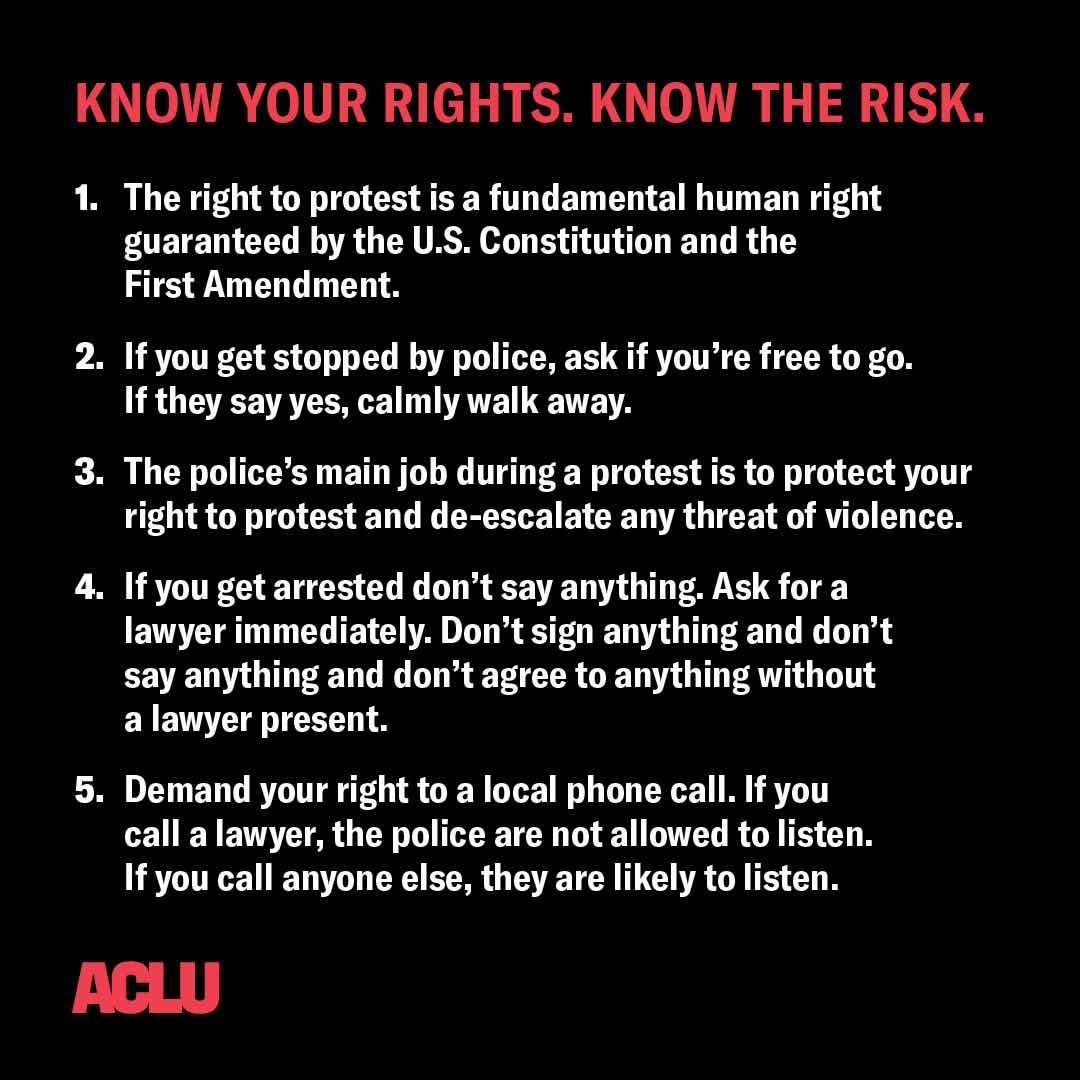 KNOW YOUR RIGHTS. KNOW THE RISK.
1. The right to protest is a fundamental human right
guaranteed by the U.S. Constitution and the
First Amendment.
2. If you get stopped by police, ask if you’re free to go.
If they say yes, calmly walk away.
3. The police’s main job during a protest is to protect your
right to protest and de-escalate any threat of violence.
4. If you get arrested don’t say anything. Ask for a
lawyer immediately. Don’t sign anything and don’t
say anything and don’t agree to anything without
a lawyer present.
5. Demand your right to a local phone call. If you
call a lawyer, the police are not allowed to listen.
If you call anyone else, they are likely to listen.
ACLU